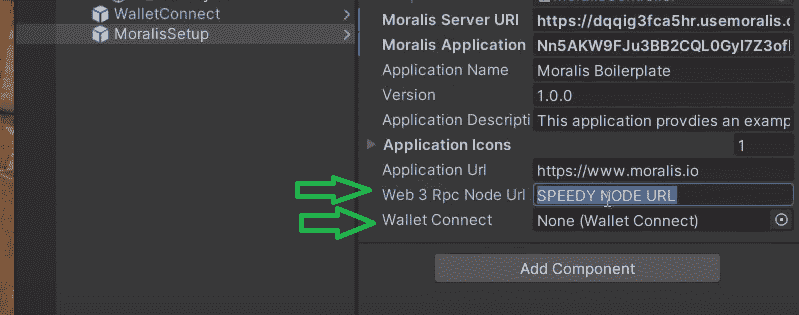 WalletConnect
MoralisSetup
Moralis Server URI https://dqqig3fca5hr.usemoralis.
Moralis Application
Application Name Moralis Boilerplate
Version 1.0.0
Application Descripti This application provdies an examp
Application Icons 1
Application Url https://www.moralis.io
Web 3 Rpc Node Url SPEEDY NODE URL
Wallet Connect None (Wallet Connect)
Add Component